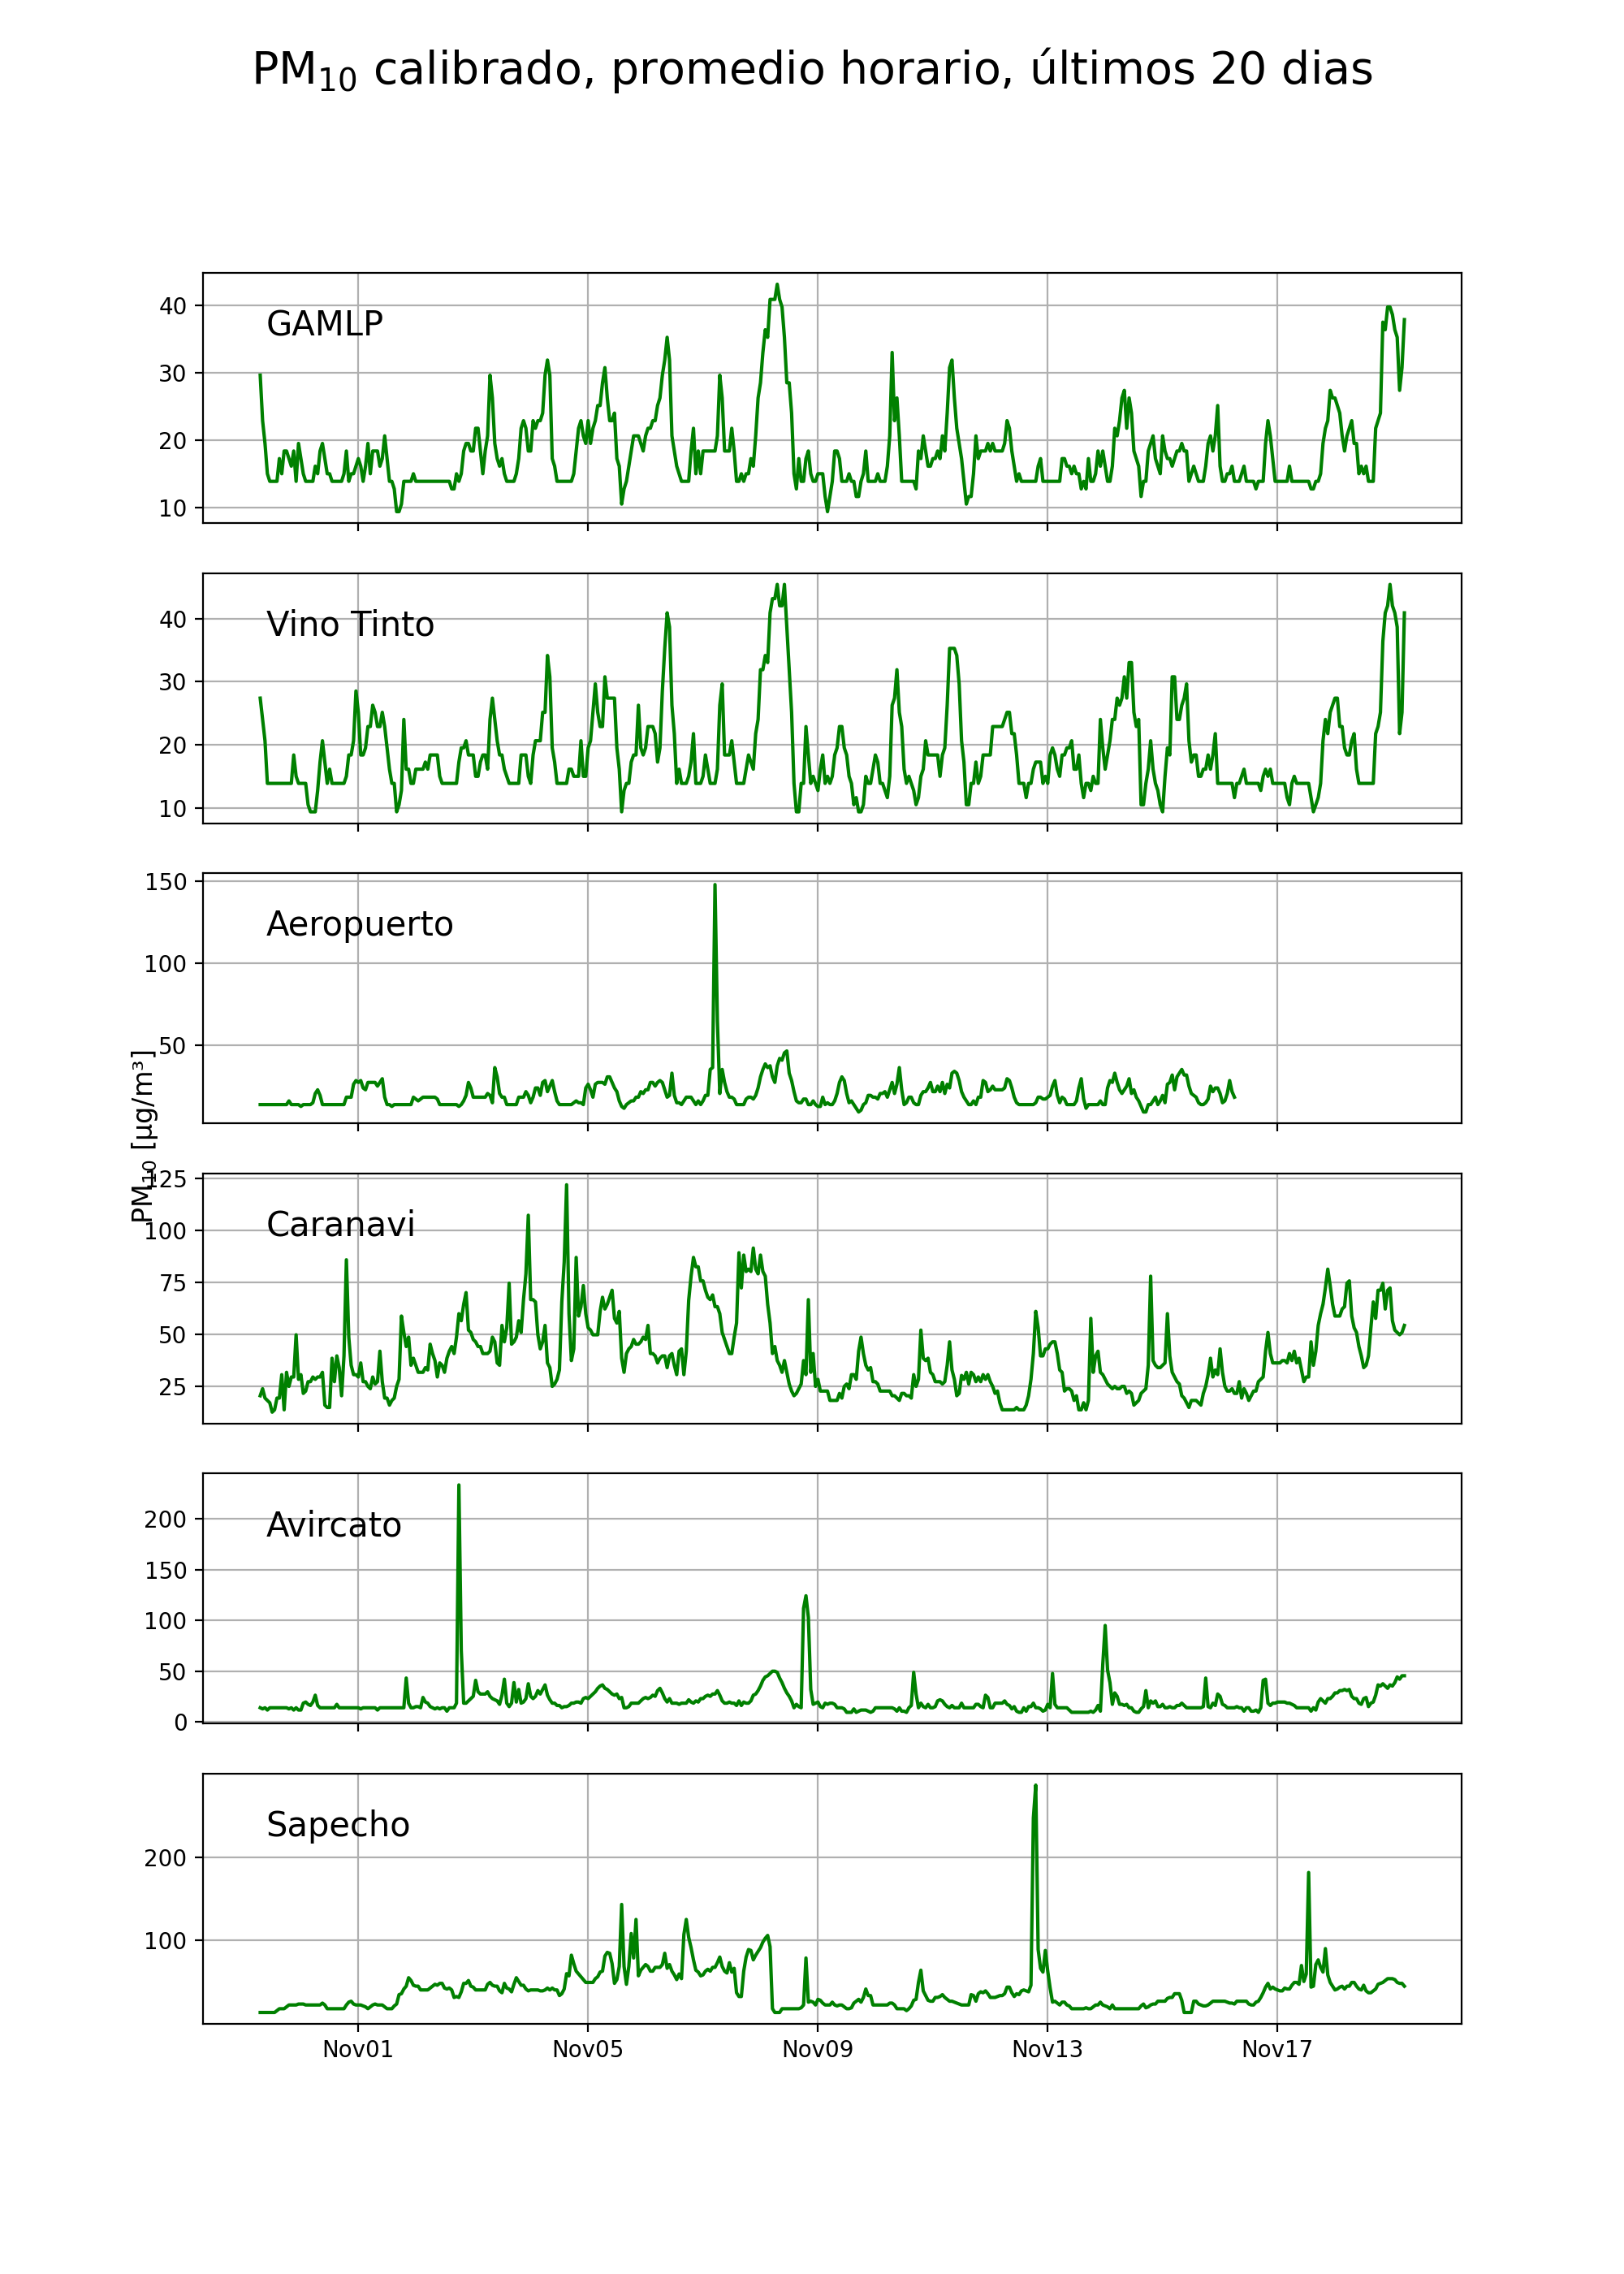 PM₁₀ calibrado, promedio horario, últimos 20 dias
PM₁₀ [µg/m³]
GAMLP
40
30
20
10
Vino Tinto
40
30
20
10
Aeropuerto
150
100
50
Caranavi
125
100
75
50
25
Avircato
200
150
100
50
0
Sapecho
200
100
Nov01 Nov05 Nov09 Nov13 Nov17